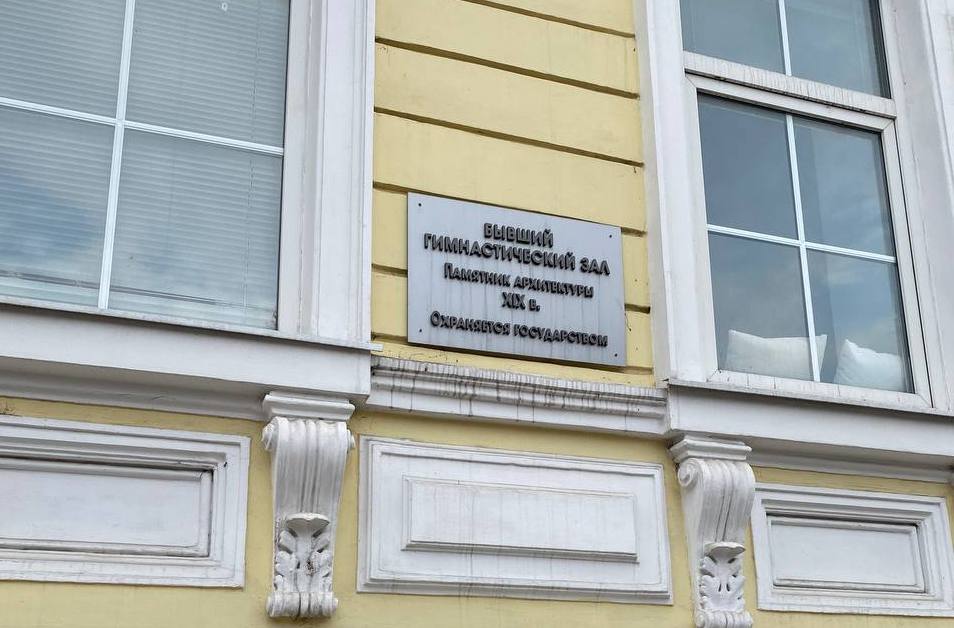 БЫВШИЙ
ГИМНАСТИЧЕСКИЙ ЗАЛ
ПАМЯТНИК АРХИТЕКТУРЫ
XIX В.
ОХРАНЯЕТСЯ ГОСУДАРСТВОМ